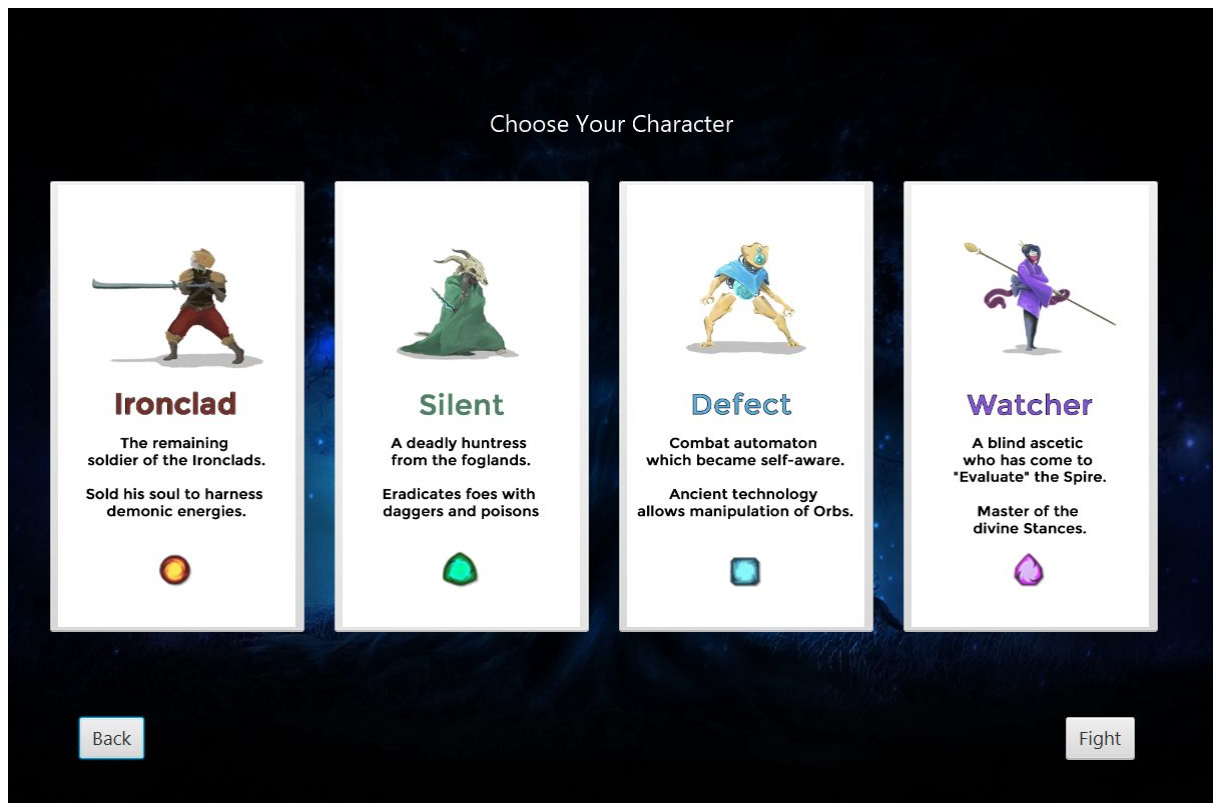 Choose Your Character
Ironclad
The remaining
soldier of the Ironclads.
Sold his soul to harness
demonic energies.
Silent
A deadly huntress
from the foglands.
Eradicates foes with
daggers and poisons
Defect
Combat automaton
which became self-aware.
Ancient technology
allows manipulation of Orbs.
Watcher
A blind ascetic
who has come to
"Evaluate" the Spire.
Master of the
divine Stances.
Back
Fight